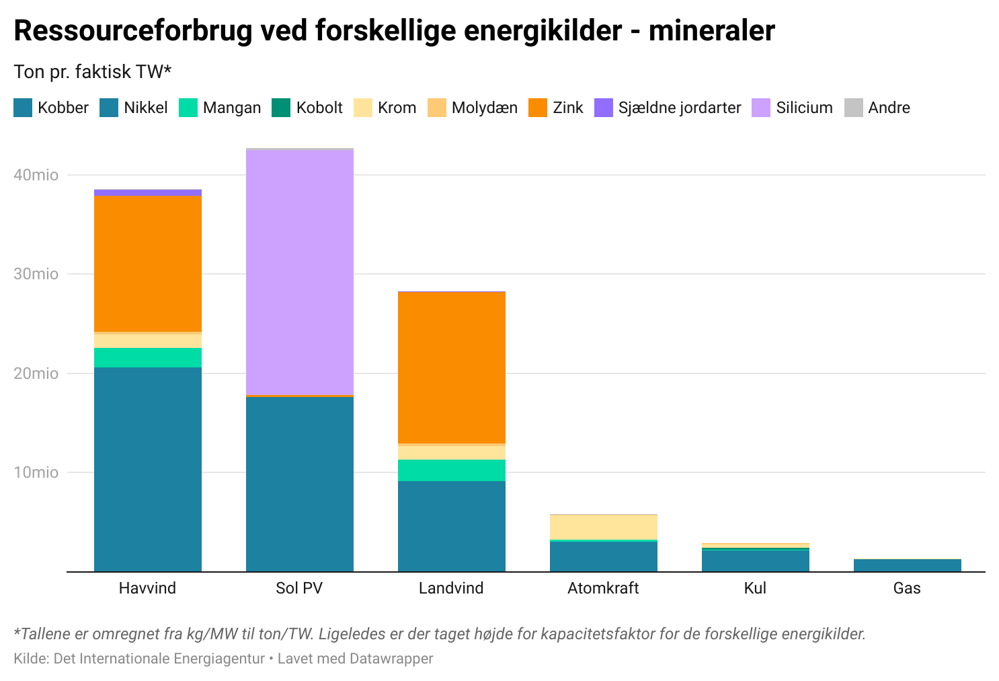 Ressourceforbrug ved forskellige energikilder - mineraler
Ton pr. faktisk TW*
Kobber Nikkel Mangan Kobolt Krom Molydæn Zink Sjældne jordarter Silicium Andre
40mio
30mio
20mio
10mio
Havvind Sol PV Landvind Atomkraft Kul Gas
*Tallene er omregnet fra kg/MW til ton/TW. Ligeledes er der taget højde for kapacitetsfaktor for de forskellige energikilder.
Kilde: Det Internationale Energiagentur • Lavet med Datawrapper